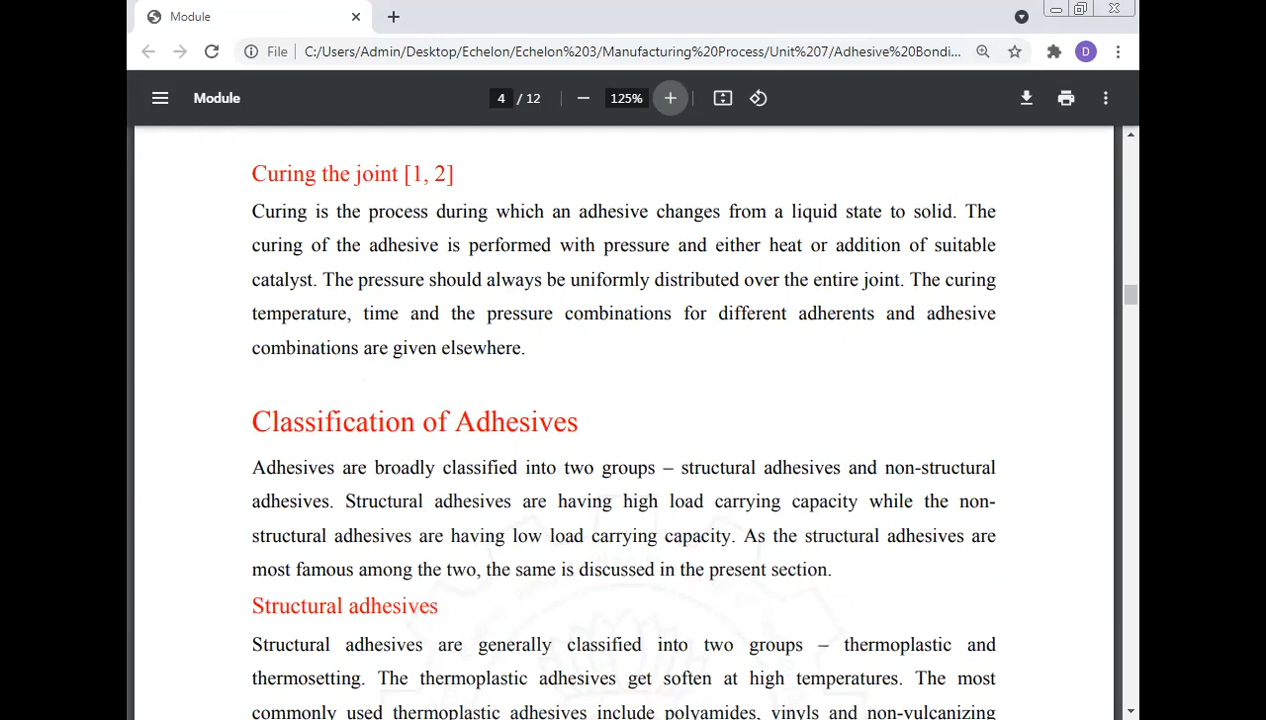 Module
File C:/Users/Admin/Desktop/Echelon/Echelon%203/Manufacturing%20Process/Unit%207/Adhesive%20Bondi... D
Module 4 / 12 125%
Curing the joint [1, 2]
Curing is the process during which an adhesive changes from a liquid state to solid. The
curing of the adhesive is performed with pressure and either heat or addition of suitable
catalyst. The pressure should always be uniformly distributed over the entire joint. The curing
temperature, time and the pressure combinations for different adherents and adhesive
combinations are given elsewhere.
Classification of Adhesives
Adhesives are broadly classified into two groups – structural adhesives and non-structural
adhesives. Structural adhesives are having high load carrying capacity while the non-
structural adhesives are having low load carrying capacity. As the structural adhesives are
most famous among the two, the same is discussed in the present section.
Structural adhesives
Structural adhesives are generally classified into two groups – thermoplastic and
thermosetting. The thermoplastic adhesives get soften at high temperatures. The most
commonly used thermoplastic adhesives include polyamides, vinyls and non-vulcanizing